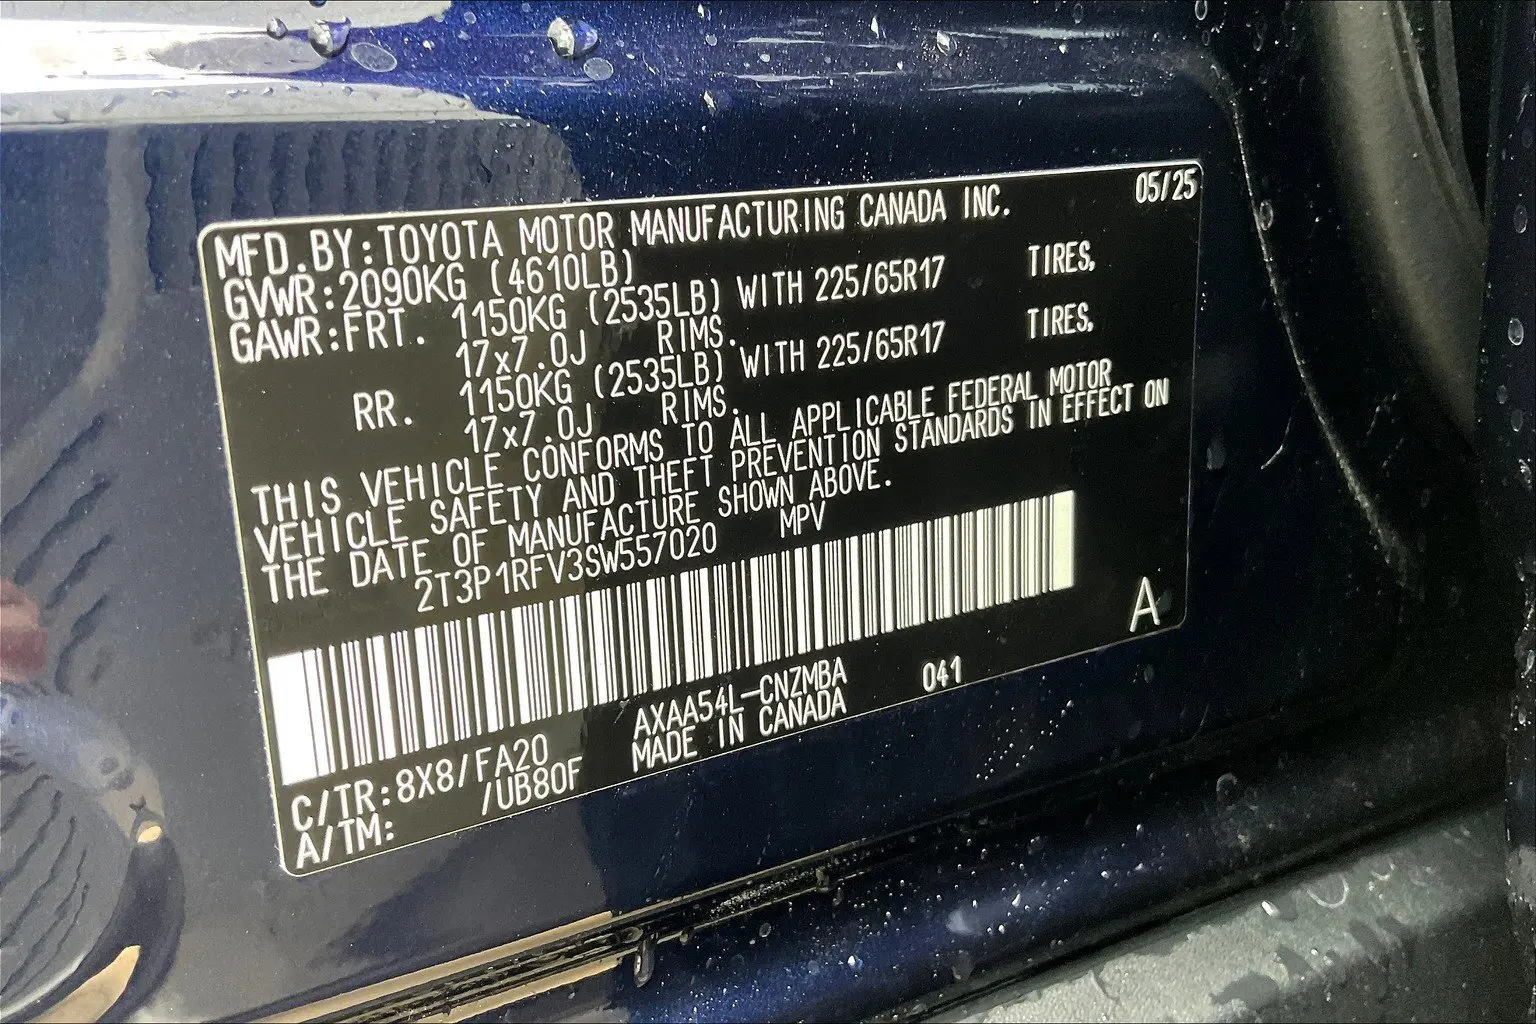 05/25
MFD.BY:TOYOTA MOTOR MANUFACTURING CANADA INC.
GVWR:2090KG (4610LB)
GAWR:FRT. 1150KG (2535LB) WITH 225/65R17 TIRES,
17x7.0J RIMS.
RR. 1150KG (2535LB) WITH 225/65R17 TIRES,
17x7.0J RIMS.
THIS VEHICLE CONFORMS TO ALL APPLICABLE FEDERAL MOTOR
VEHICLE SAFETY AND THEFT PREVENTION STANDARDS IN EFFECT ON
THE DATE OF MANUFACTURE SHOWN ABOVE.
2T3P1RFV3SW557020 MPV
A
C/TR:8X8/FA20 AXAA54L-CNZMBA 041
A/TM: /UB80F MADE IN CANADA